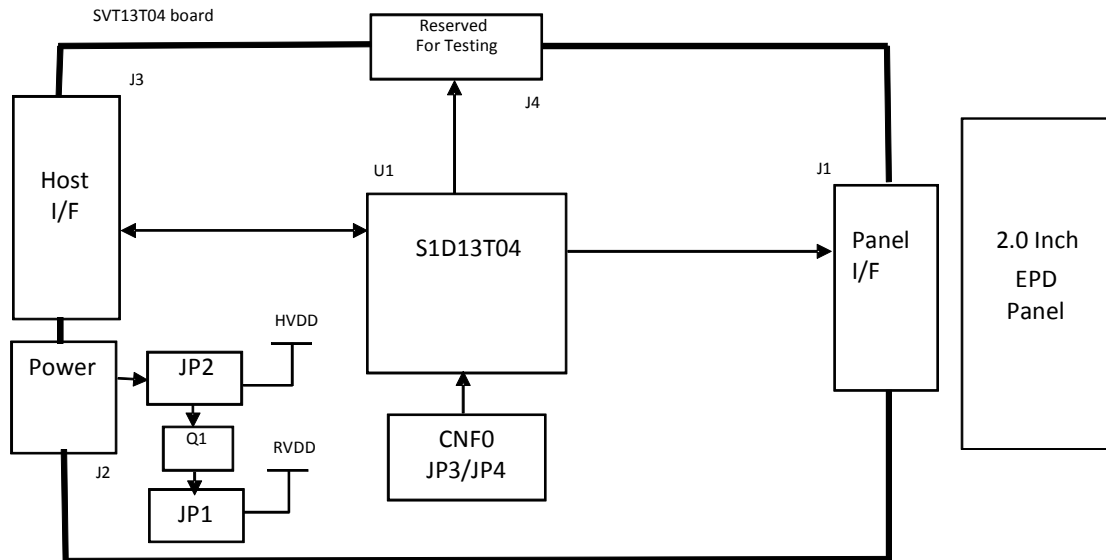 SVT13T04 board
Reserved
For Testing
J3
J4
Host
I/F
U1
S1D13T04
J1
Panel
I/F
2.0 Inch
EPD
Panel
HVDD
Power
JP2
Q1
RVDD
J2
JP1
CNF0
JP3/JP4